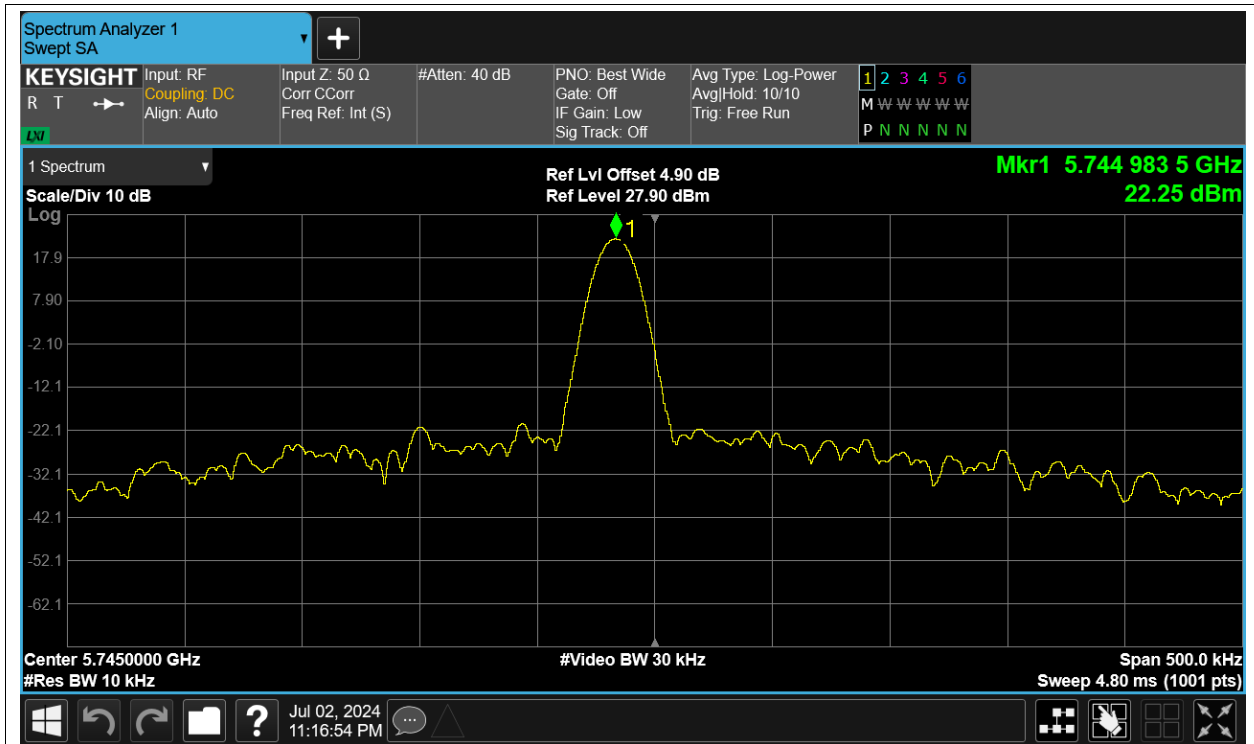 Spectrum Analyzer 1
Swept SA
KEYSIGHT
R T
LXI
Input: RF
Coupling: DC
Align: Auto
Input Z: 50 Ω
Corr CCorr
Freq Ref: Int (S)
#Atten: 40 dB
PNO: Best Wide
Gate: Off
IF Gain: Low
Sig Track: Off
Avg Type: Log-Power
Avg|Hold: 10/10
Trig: Free Run
1 2 3 4 5 6
M W W W W W
P N N N N N
1 Spectrum
Scale/Div 10 dB
Ref Lvl Offset 4.90 dB
Ref Level 27.90 dBm
Mkr1 5.744 983 5 GHz
22.25 dBm
Log
1
17.9
7.90
-2.10
-12.1
-22.1
-32.1
-42.1
-52.1
-62.1
Center 5.7450000 GHz
#Res BW 10 kHz
#Video BW 30 kHz
Span 500.0 kHz
Sweep 4.80 ms (1001 pts)
?
Jul 02, 2024
11:16:54 PM